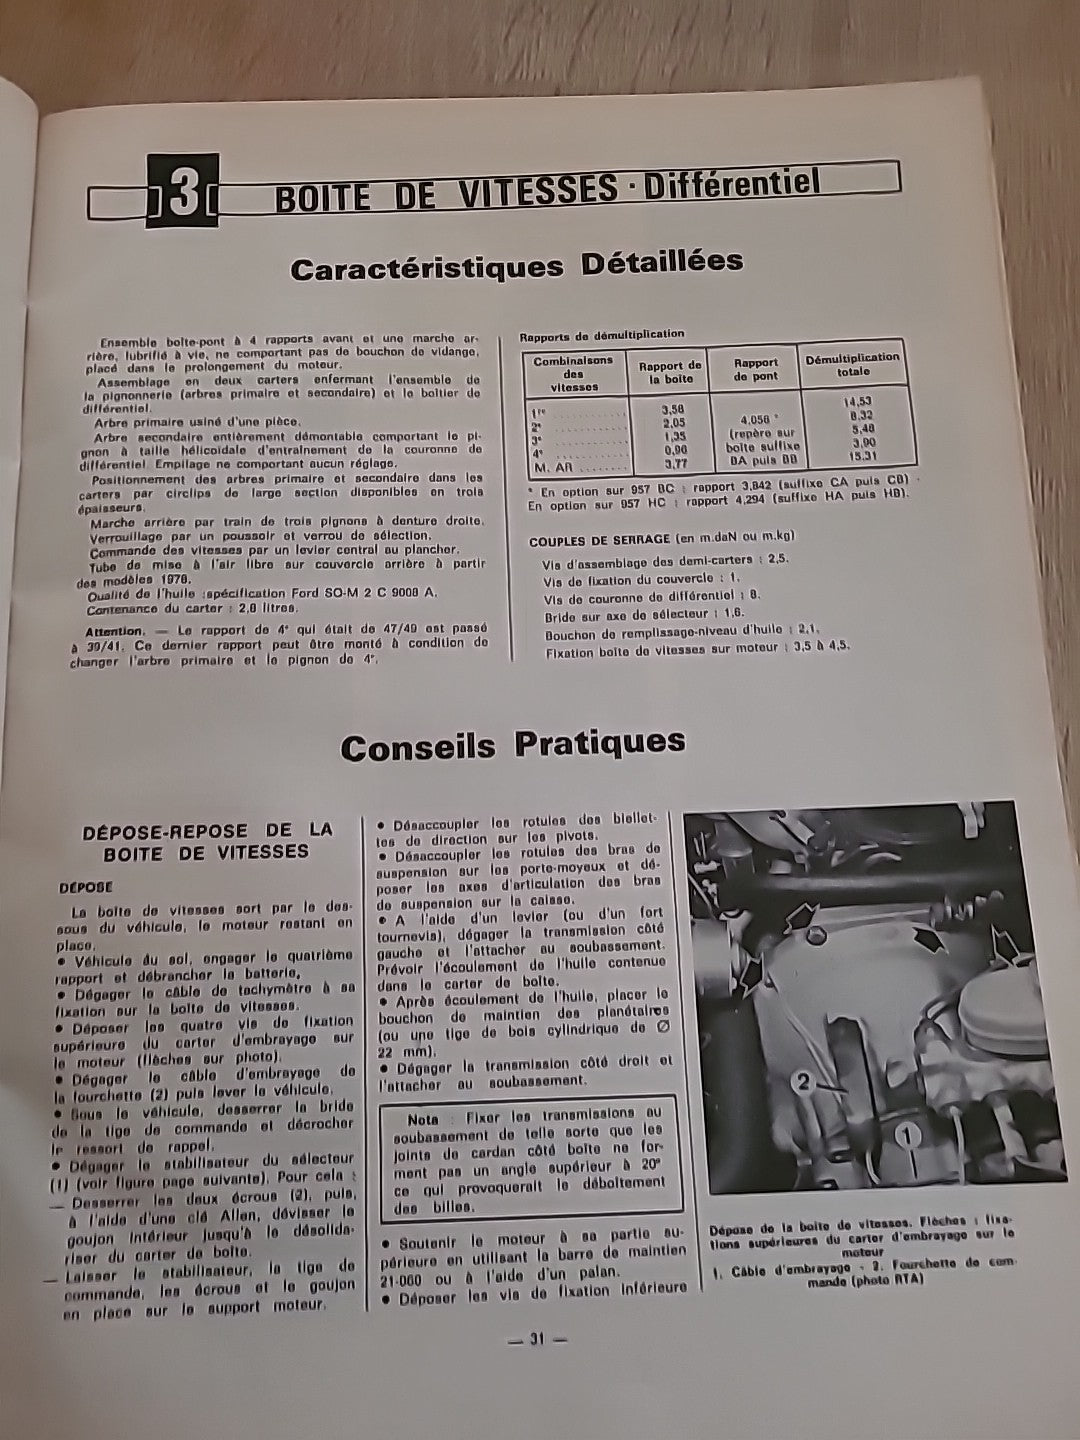 3
BOITE DE VITESSES · Différentiel
Caractéristiques Détaillées
Ensemble boîte-pont à 4 rapports avant et une marche ar-
rière, lubrifié à vie, ne comportant pas de bouchon de vidange,
placé dans le prolongement du moteur.
Assemblage en deux carters enfermant l'ensemble de
la pignonnerie (arbres primaire et secondaire) et le boîtier de
différentiel.
Arbre primaire usiné d'une pièce.
Arbre secondaire entièrement démontable comportant le pi-
gnon à taille hélicoïdale d'entraînement de la couronne de
différentiel. Empilage ne comportant aucun réglage.
Positionnement des arbres primaire et secondaire dans les
carters par circlips de large section disponibles en trois
épaisseurs.
Marche arrière par train de trois pignons à denture droite.
Verrouillage par un poussoir et verrou de sélection.
Commande des vitesses par un levier central au plancher.
Tube de mise à l'air libre sur couvercle arrière à partir
des modèles 1978.
Qualité de l'huile :spécification Ford SO-M 2 C 9008 A.
Contenance du carter : 2,8 litres.
Attention. — Le rapport de 4e qui était de 47/49 est passé
à 39/41. Ce dernier rapport peut être monté à condition de
changer l'arbre primaire et le pignon de 4e.
Rapports de démultiplication
Combinaisons des vitesses | Rapport de la boîte | Rapport de pont | Démultiplication totale
1re .......... 3,58 14,53
2e .......... 2,05 4,056 * 8,32
3e .......... 1,35 (repère sur 5,48
4e .......... 0,96 boîte suffixe 3,90
M. AR ........ 3,77 BA puis BB 15,31
* En option sur 957 BC : rapport 3,842 (suffixe CA puis CB) .
En option sur 957 HC : rapport 4,294 (suffixe HA puis HB).
COUPLES DE SERRAGE (en m.daN ou m.kg)
Vis d'assemblage des demi-carters : 2,5.
Vis de fixation du couvercle : 1.
Vis de couronne de différentiel : 8.
Bride sur axe de sélecteur : 1,6.
Bouchon de remplissage-niveau d'huile : 2,1.
Fixation boîte de vitesses sur moteur : 3,5 à 4,5.
Conseils Pratiques
DÉPOSE-REPOSE DE LA
BOITE DE VITESSES
DÉPOSE
La boîte de vitesses sort par le des-
sous du véhicule, le moteur restant en
place.
• Véhicule au sol, engager le quatrième
rapport et débrancher la batterie.
• Dégager le câble de tachymètre à sa
fixation sur la boîte de vitesses.
• Déposer les quatre vis de fixation
supérieure du carter d'embrayage sur
le moteur (flèches sur photo).
• Dégager le câble d'embrayage de
la fourchette (2) puis lever le véhicule.
• Sous le véhicule, desserrer la bride
de la tige de commande et décrocher
le ressort de rappel.
• Dégager le stabilisateur du sélecteur
(1) (voir figure page suivante). Pour cela :
— Desserrer les deux écrous (2), puis,
à l'aide d'une clé Allen, dévisser le
goujon intérieur jusqu'à le désolida-
riser du carter de boîte.
— Laisser le stabilisateur, la tige de
commande, les écrous et le goujon
en place sur le support moteur.
• Désaccoupler les rotules des biellet-
tes de direction sur les pivots.
• Désaccoupler les rotules des bras de
suspension sur les porte-moyeux et dé-
poser les axes d'articulation des bras
de suspension sur la caisse.
• A l'aide d'un levier (ou d'un fort
tournevis), dégager la transmission côté
gauche et l'attacher au soubassement.
Prévoir l'écoulement de l'huile contenue
dans le carter de boîte.
• Après écoulement de l'huile, placer le
bouchon de maintien des planétaires
(ou une tige de bois cylindrique de Ø
22 mm).
• Dégager la transmission côté droit et
l'attacher au soubassement.
Nota : Fixer les transmissions au
soubassement de telle sorte que les
joints de cardan côté boîte ne for-
ment pas un angle supérieur à 20°
ce qui provoquerait le déboîtement
des billes.
• Soutenir le moteur à sa partie su-
périeure en utilisant la barre de maintien
21-060 ou à l'aide d'un palan.
• Déposer les vis de fixation inférieure
2
1
Dépose de la boîte de vitesses. Flèches : fixa-
tions supérieures du carter d'embrayage sur le
moteur
1. Câble d'embrayage - 2. Fourchette de com-
mande (photo RTA)
— 31 —